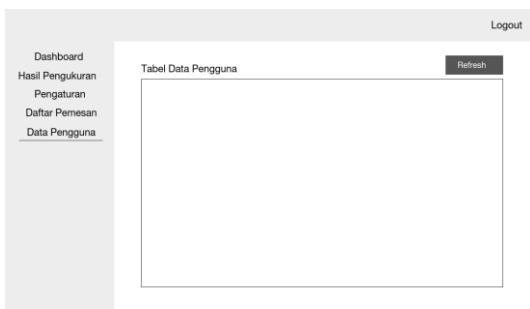 Logout
Dashboard
Hasil Pengukuran
Pengaturan
Daftar Pemesan
Data Pengguna
Tabel Data Pengguna
Refresh